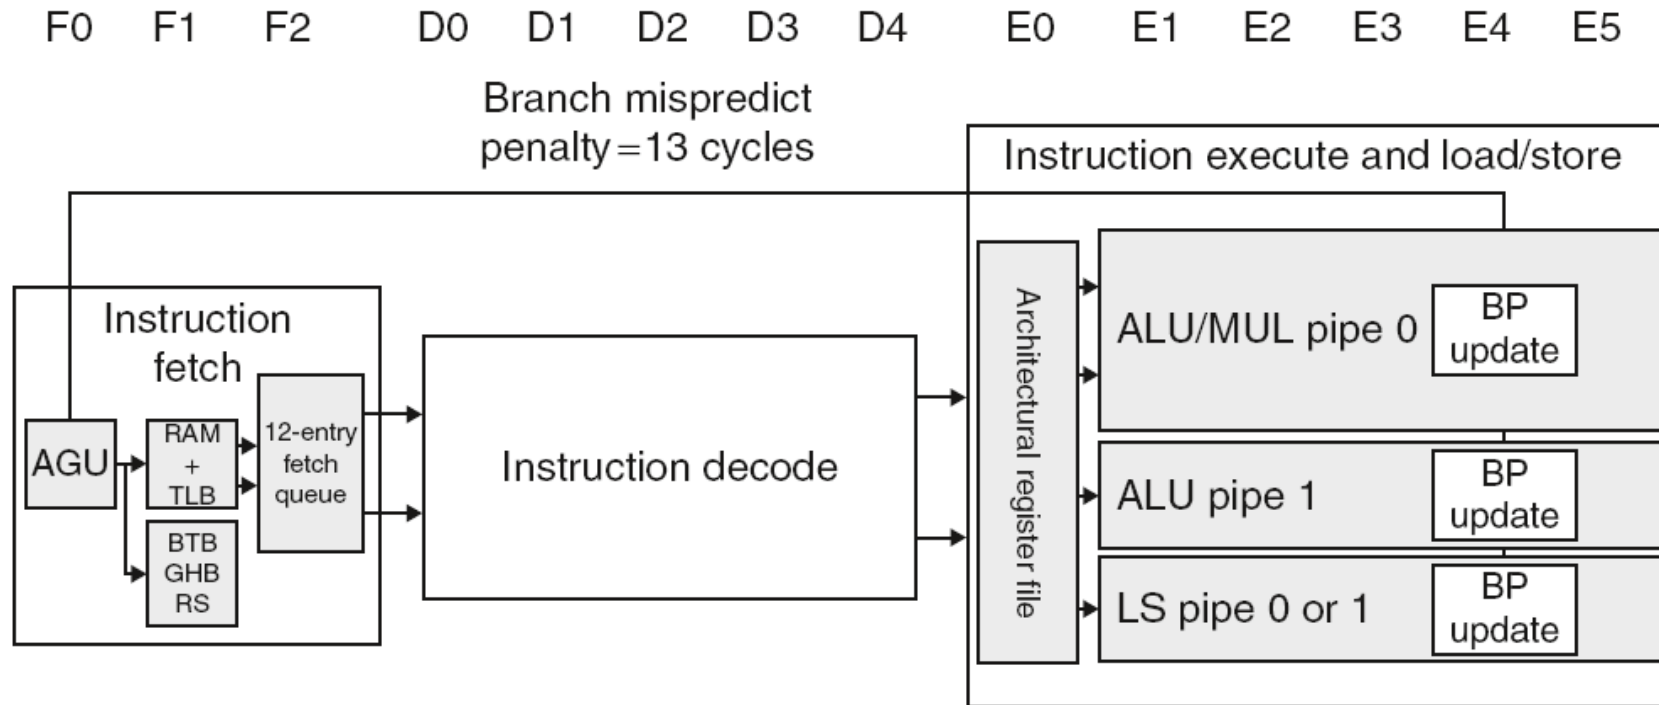 F0 F1 F2 D0 D1 D2 D3 D4 E0 E1 E2 E3 E4 E5
Branch mispredict
penalty=13 cycles
Instruction execute and load/store
Instruction
fetch
AGU
RAM
+
TLB
BTB
GHB
RS
12-entry
fetch
queue
Instruction decode
Architectural register file
ALU/MUL pipe 0
BP
update
ALU pipe 1
BP
update
LS pipe 0 or 1
BP
update